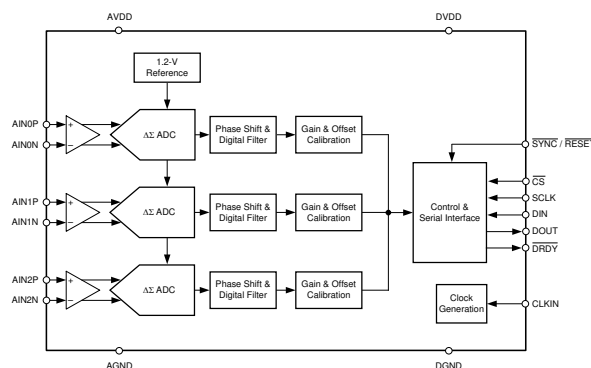 AVDD
DVDD
1.2-V
Reference
AIN0P
AIN0N
+
−
ΔΣ ADC
Phase Shift &
Digital Filter
Gain & Offset
Calibration
SYNC / RESE
AIN1P
AIN1N
+
−
ΔΣ ADC
Phase Shift &
Digital Filter
Gain & Offset
Calibration
Control &
Serial Interface
CS
SCLK
DIN
DOUT
DRDY
AIN2P
AIN2N
+
−
ΔΣ ADC
Phase Shift &
Digital Filter
Gain & Offset
Calibration
Clock
Generation
CLKIN
AGND
DGND